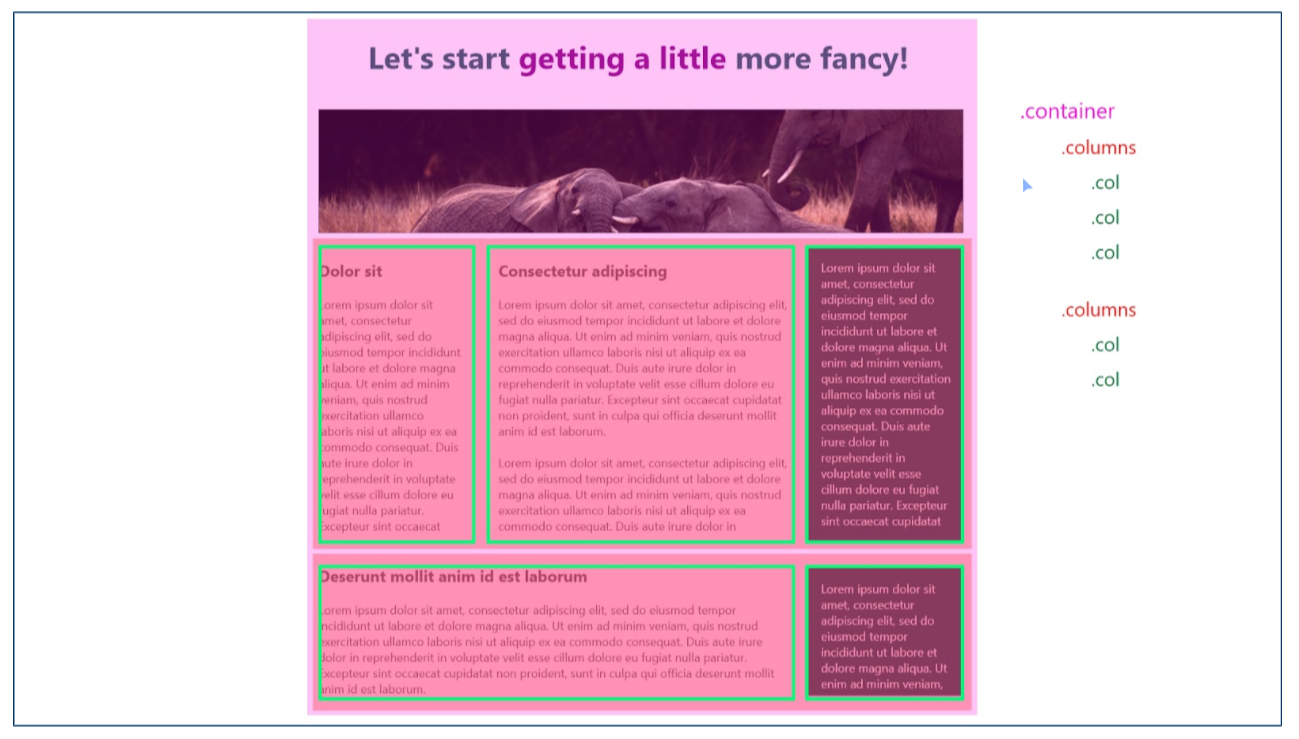 Let's start getting a little more fancy!
.container
.columns
.col
.col
.col
.columns
.col
.col
Dolor sit
Lorem ipsum dolor sit
amet, consectetur
adipiscing elit, sed do
eiusmod tempor incididunt
ut labore et dolore magna
aliqua. Ut enim ad minim
veniam, quis nostrud
exercitation ullamco
laboris nisi ut aliquip ex ea
commodo consequat. Duis
aute irure dolor in
reprehenderit in voluptate
velit esse cillum dolore eu
fugiat nulla pariatur.
Excepteur sint occaecat
Consectetur adipiscing
Lorem ipsum dolor sit amet, consectetur adipiscing elit,
sed do eiusmod tempor incididunt ut labore et dolore
magna aliqua. Ut enim ad minim veniam, quis nostrud
exercitation ullamco laboris nisi ut aliquip ex ea
commodo consequat. Duis aute irure dolor in
reprehenderit in voluptate velit esse cillum dolore eu
fugiat nulla pariatur. Excepteur sint occaecat cupidatat
non proident, sunt in culpa qui officia deserunt mollit
anim id est laborum.
Lorem ipsum dolor sit amet, consectetur adipiscing elit,
sed do eiusmod tempor incididunt ut labore et dolore
magna aliqua. Ut enim ad minim veniam, quis nostrud
exercitation ullamco laboris nisi ut aliquip ex ea
commodo consequat. Duis aute irure dolor in
Lorem ipsum dolor sit
amet, consectetur
adipiscing elit, sed do
eiusmod tempor
incididunt ut labore et
dolore magna aliqua. Ut
enim ad minim veniam,
quis nostrud exercitation
ullamco laboris nisi ut
aliquip ex ea commodo
consequat. Duis aute
irure dolor in
reprehenderit in
voluptate velit esse
cillum dolore eu fugiat
nulla pariatur. Excepteur
sint occaecat cupidatat
Deserunt mollit anim id est laborum
Lorem ipsum dolor sit amet, consectetur adipiscing elit, sed do eiusmod tempor
incididunt ut labore et dolore magna aliqua. Ut enim ad minim veniam, quis nostrud
exercitation ullamco laboris nisi ut aliquip ex ea commodo consequat. Duis aute irure
dolor in reprehenderit in voluptate velit esse cillum dolore eu fugiat nulla pariatur.
Excepteur sint occaecat cupidatat non proident, sunt in culpa qui officia deserunt mollit
anim id est laborum.
Lorem ipsum dolor sit
amet, consectetur
adipiscing elit, sed do
eiusmod tempor
incididunt ut labore et
dolore magna aliqua. Ut
enim ad minim veniam,